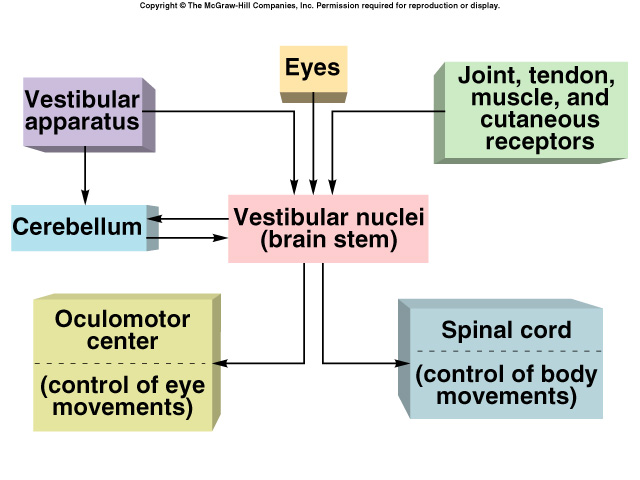 Copyright © The McGraw-Hill Companies, Inc. Permission required for reproduction or display.
Eyes
Vestibular
apparatus
Joint, tendon,
muscle, and
cutaneous
receptors
Cerebellum
Vestibular nuclei
(brain stem)
Oculomotor
center
(control of eye
movements)
Spinal cord
(control of body
movements)